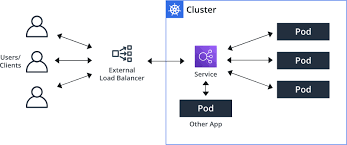 Cluster
Users/
Clients
External
Load Balancer
Service
Pod
Pod
Pod
Pod
Other App